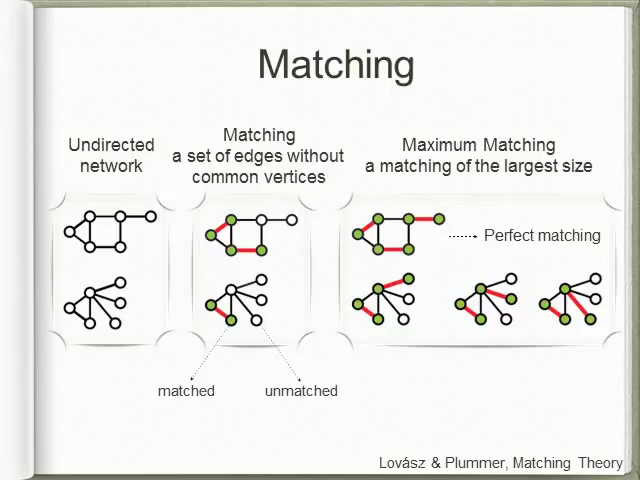 Matching
Undirected
network
Matching
a set of edges without
common vertices
Maximum Matching
a matching of the largest size
Perfect matching
matched
unmatched
Lovász & Plummer, Matching Theory